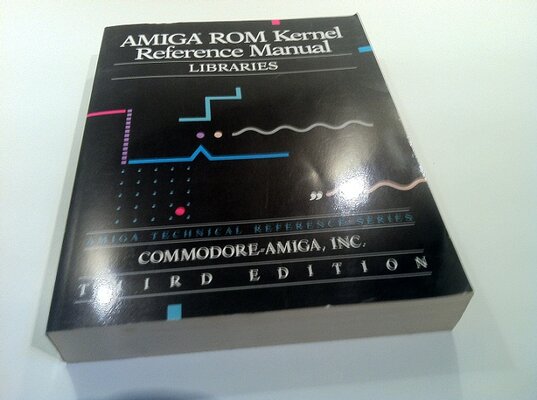 AMIGA ROM Kernel
Reference Manual
LIBRARIES
”
AMIGA TECHNICAL REFERENCE SERIES
COMMODORE-AMIGA, INC.
THIRD EDITION